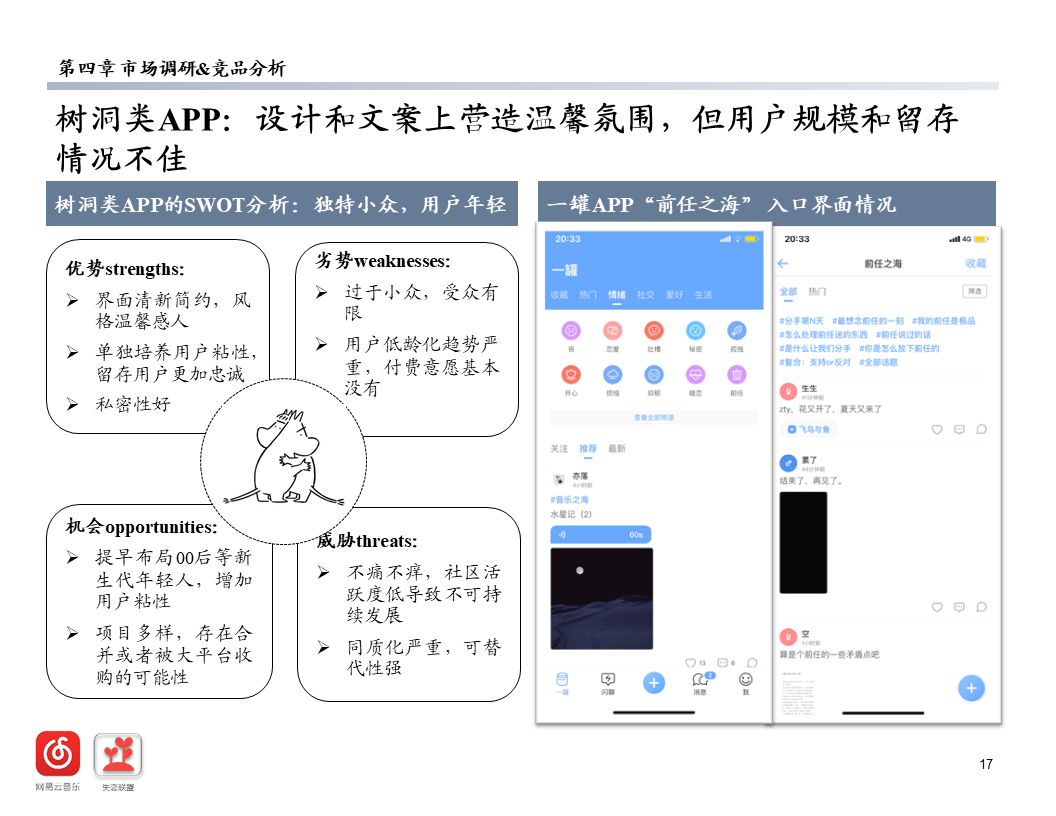 第四章 市场调研&竞品分析
树洞类APP：设计和文案上营造温馨氛围，但用户规模和留存
情况不佳
树洞类APP的SWOT分析：独特小众，用户年轻
优势strengths:
➢ 界面清新简约，风
格温馨感人
➢ 单独培养用户粘性，
留存用户更加忠诚
➢ 私密性好
劣势weaknesses:
➢ 过于小众，受众有
限
➢ 用户低龄化趋势严
重，付费意愿基本
没有
机会opportunities:
➢ 提早布局00后等新
生代年轻人，增加
用户粘性
➢ 项目多样，存在合
并或者被大平台收
购的可能性
威胁threats:
➢ 不痛不痒，社区活
跃度低导致不可持
续发展
➢ 同质化严重，可替
代性强
一罐APP“前任之海” 入口界面情况
20:33
一罐
收藏 热门 情绪 社交 爱好 生活
丧 恋爱 吐槽 秘密 孤独
开心 烦恼 抑郁 暗恋 前任
查看全部频道
关注 推荐 最新
亦落
4小时前
#音乐之海
水星记（2）
60s
13 6
一罐 闪聊 消息 2 我
20:33 4G
前任之海 收藏
全部 热门 筛选
#分手第N天 #最想念前任的一刻 #我的前任是极品
#怎么处理前任送的东西 #前任说过的话
#是什么让我们分手 #你是怎么放下前任的
#复合：支持or反对 #全部话题
生生
41分钟前
zty，花又开了，夏天又来了
飞鸟与鱼
累了
44分钟前
结束了，再见了。
空
1小时前
算是个前任的一些矛盾点吧
网易云音乐
失恋联盟
17